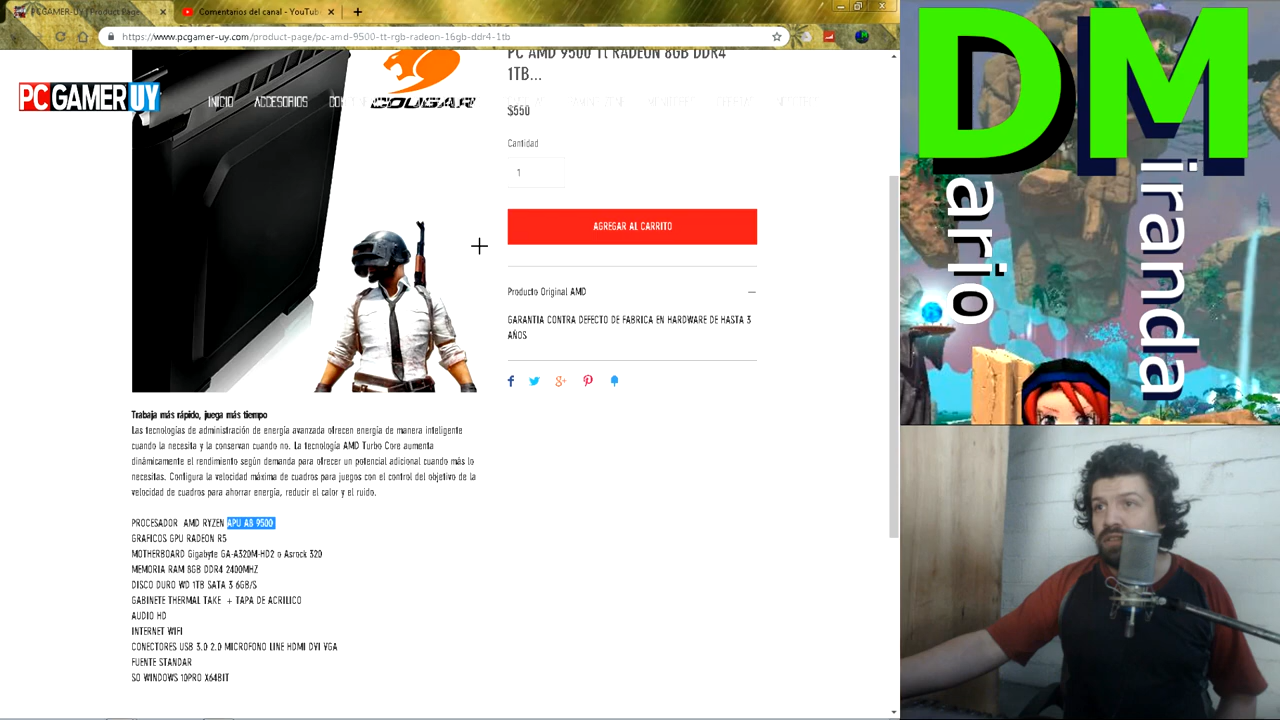 PCGAMER-Uy | Product Page
Comentarios del canal - YouTub
https://www.pcgamer-uy.com/product-page/pc-amd-9500-tt-rgb-radeon-16gb-ddr4-1tb
PCGAMER UY
INICIO
ACCESORIOS
PC AMD 9500 TT RADEON 8GB DDR4
1TB...
$550
Cantidad
1
AGREGAR AL CARRITO
Producto Original AMD
GARANTIA CONTRA DEFECTO DE FABRICA EN HARDWARE DE HASTA 3
AÑOS
Trabaja más rápido, juega más tiempo
Las tecnologías de administración de energía avanzada ofrecen energía de manera inteligente
cuando la necesita y la conservan cuando no. La tecnología AMD Turbo Core aumenta
dinámicamente el rendimiento según demanda para ofrecer un potencial adicional cuando más lo
necesitas. Configura la velocidad máxima de cuadros para juegos con el control del objetivo de la
velocidad de cuadros para ahorrar energía, reducir el calor y el ruido.
PROCESADOR AMD RYZEN APU A8 9500
GRAFICOS GPU RADEON R5
MOTHERBOARD Gigabyte GA-A320M-HD2 o Asrock 320
MEMORIA RAM 8GB DDR4 2400MHZ
DISCO DURO WD 1TB SATA 3 6GB/S
GABINETE THERMAL TAKE + TAPA DE ACRILICO
AUDIO HD
INTERNET WIFI
CONECTORES USB 3.0 2.0 MICROFONO LINE HDMI DVI VGA
FUENTE STANDAR
SO WINDOWS 10PRO X64BIT
Dario
Miranda